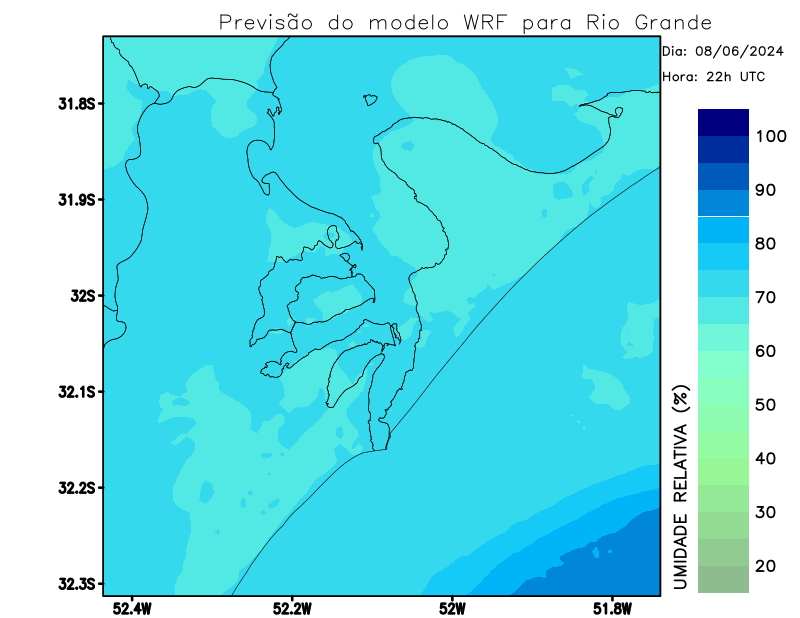 Previsão do modelo WRF para Rio Grande
Dia: 08/06/2024
Hora: 22h UTC
31.8S
31.9S
32S
32.1S
32.2S
32.3S
52.4W
52.2W
52W
51.8W
100
90
80
70
60
50
40
30
20
UMIDADE RELATIVA (%)